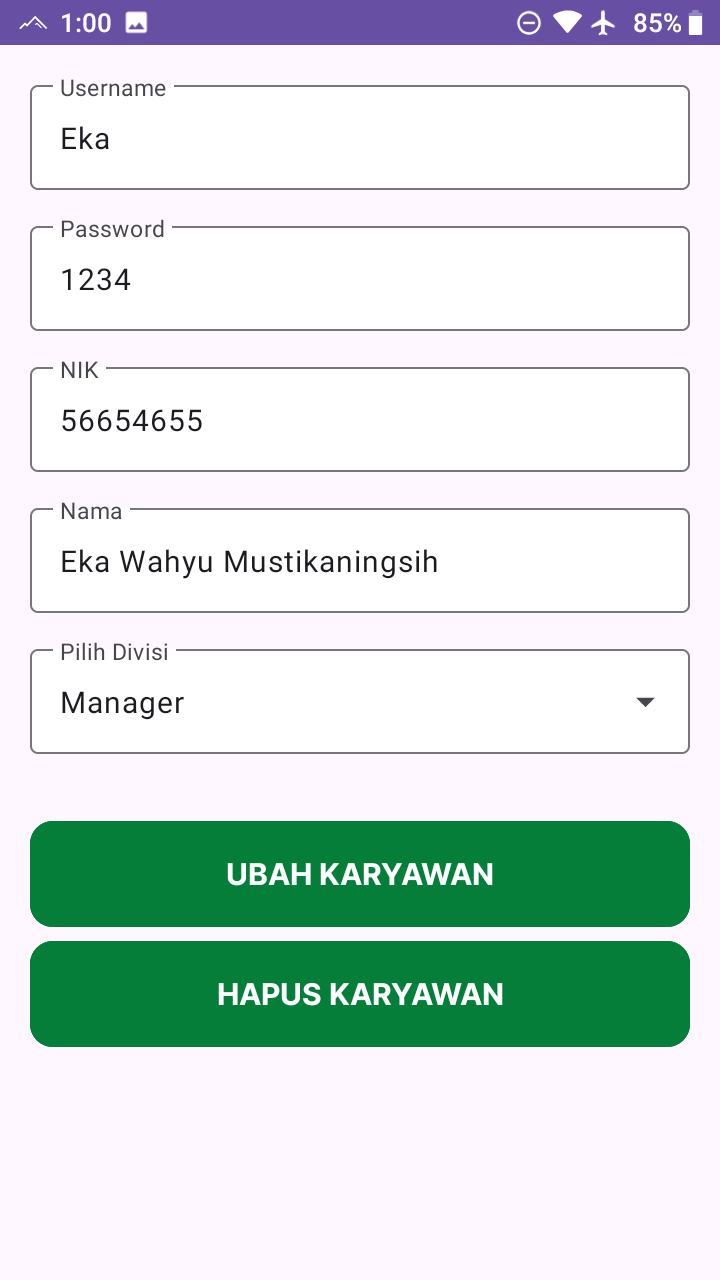 1:00 85%
Username
Eka
Password
1234
NIK
56654655
Nama
Eka Wahyu Mustikaningsih
Pilih Divisi
Manager
UBAH KARYAWAN
HAPUS KARYAWAN